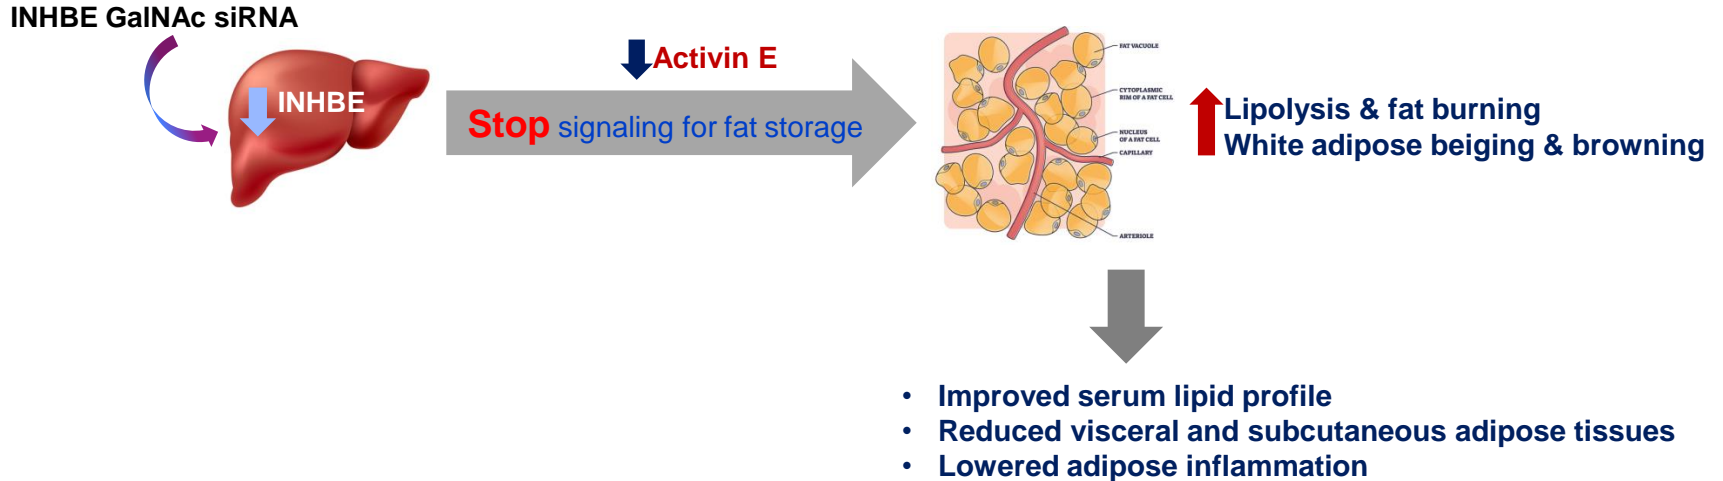 INHBE GalNAc siRNA
INHBE
Activin E
Stop signaling for fat storage
FAT VACUOLE
CYTOPLASMIC
RIM OF A FAT CELL
NUCLEUS
OF A FAT CELL
CAPILLARY
ARTERIOLE
Lipolysis & fat burning
White adipose beiging & browning
• Improved serum lipid profile
• Reduced visceral and subcutaneous adipose tissues
• Lowered adipose inflammation